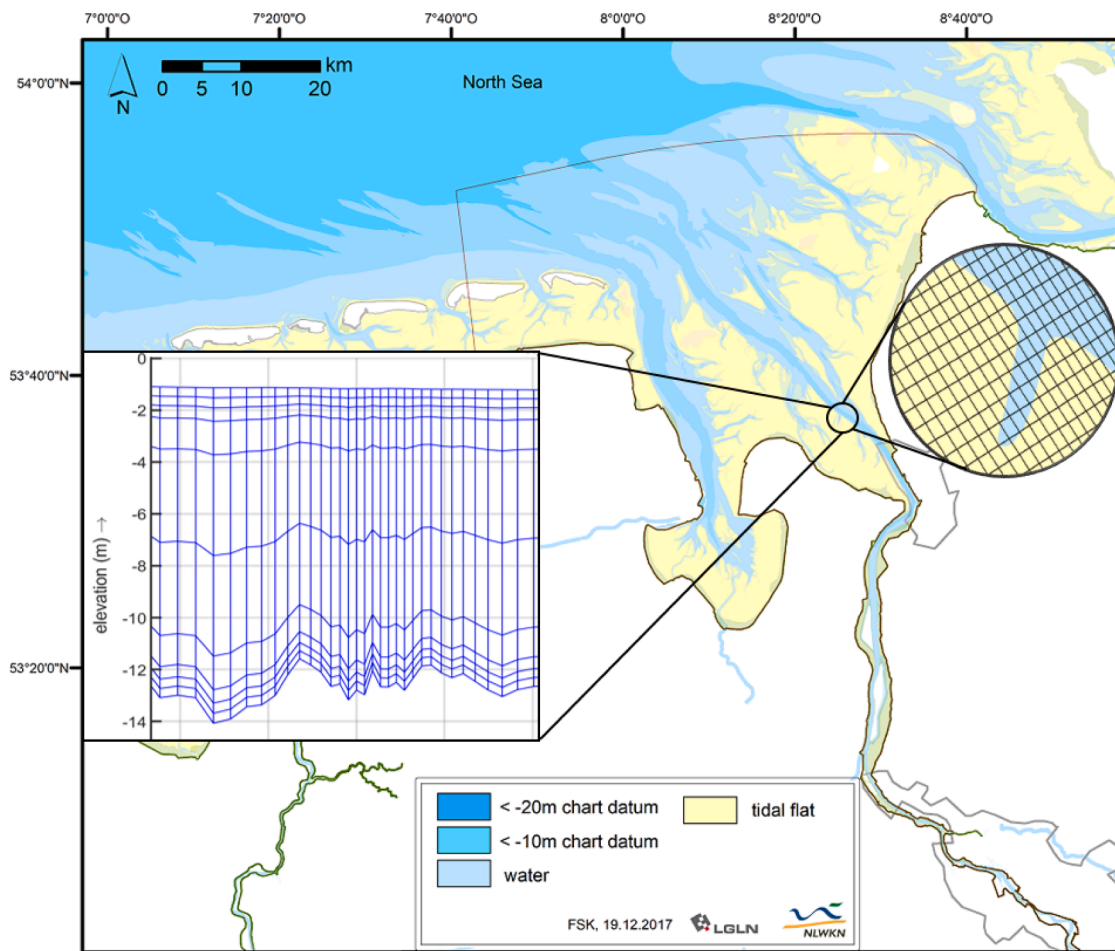 7°0'0"O 7°20'0"O 7°40'0"O 8°00'0"O 8°20'0"O 8°40'0"O
54°0'0"N
km
0 5 10 20
N
North Sea
53°40'0"N
0
-2
-4
-6
-8
-10
-12
-14
elevation (m) →
53°20'0"N
< -20m chart datum
tidal flat
< -10m chart datum
water
FSK, 19.12.2017
LGLN
NLWKN